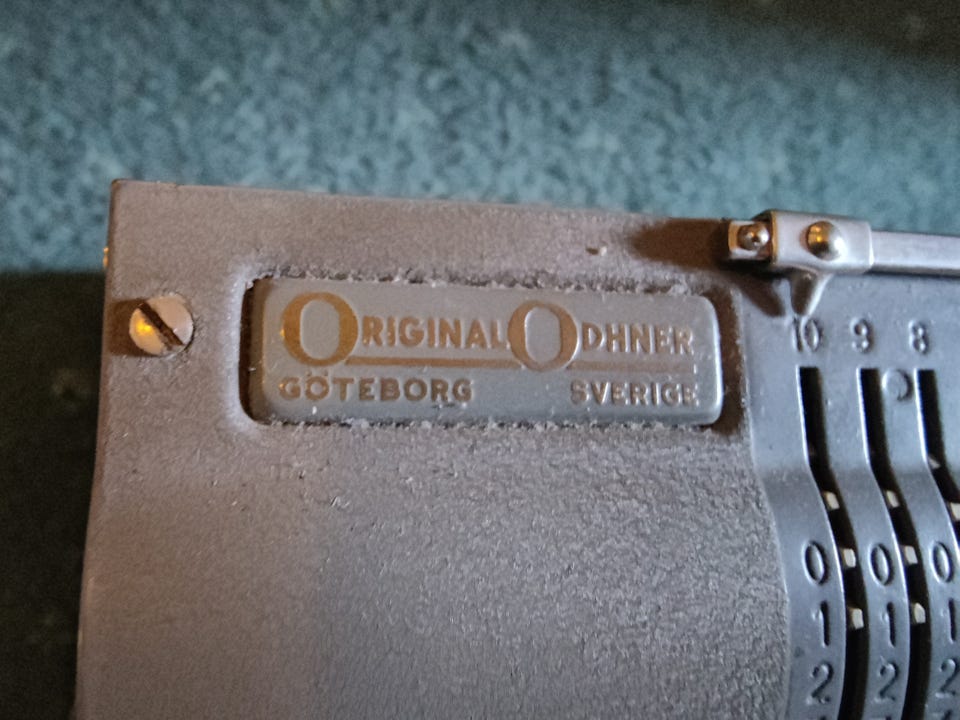 ORIGINAL ODHNER
GÖTEBORG SVERIGE
10 9 8
0 0 0
1 1 1
2 2 2